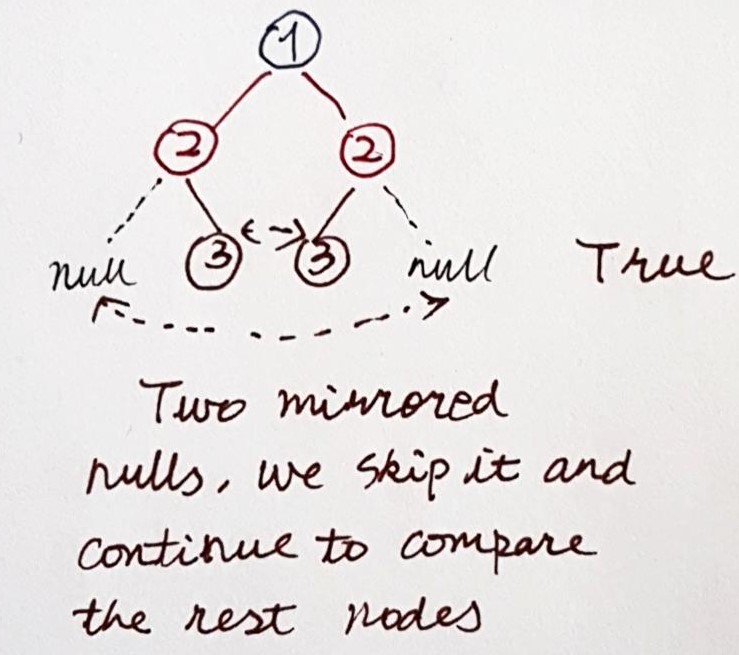 1
2 2
null 3 3 null True
Two mirrored
nulls, we skip it and
continue to compare
the rest nodes